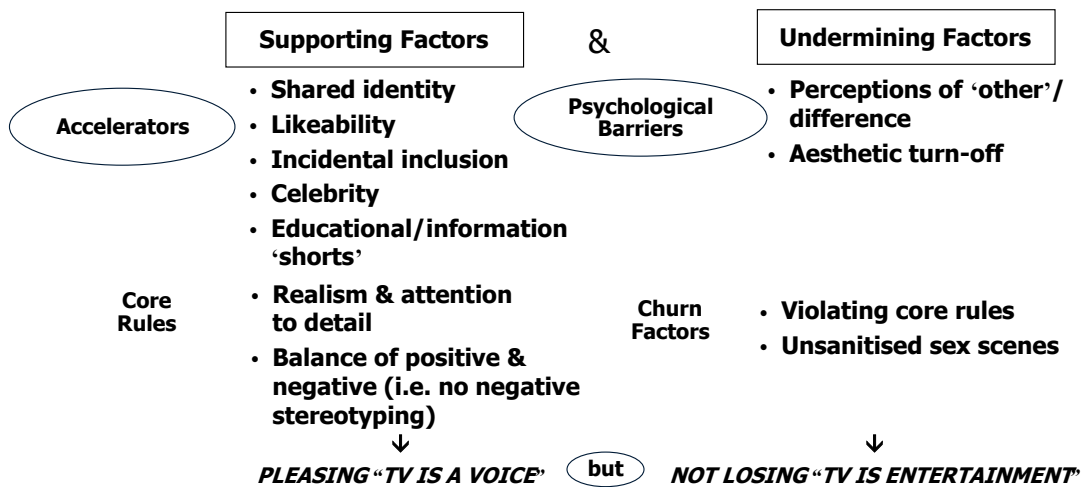 Supporting Factors
&
Undermining Factors
Accelerators
• Shared identity
• Likeability
• Incidental inclusion
• Celebrity
• Educational/information
‘shorts’
Psychological
Barriers
• Perceptions of ‘other’/
difference
• Aesthetic turn-off
Core
Rules
• Realism & attention
to detail
• Balance of positive &
negative (i.e. no negative
stereotyping)
Churn
Factors
• Violating core rules
• Unsanitised sex scenes
PLEASING “TV IS A VOICE”
but
NOT LOSING “TV IS ENTERTAINMENT”